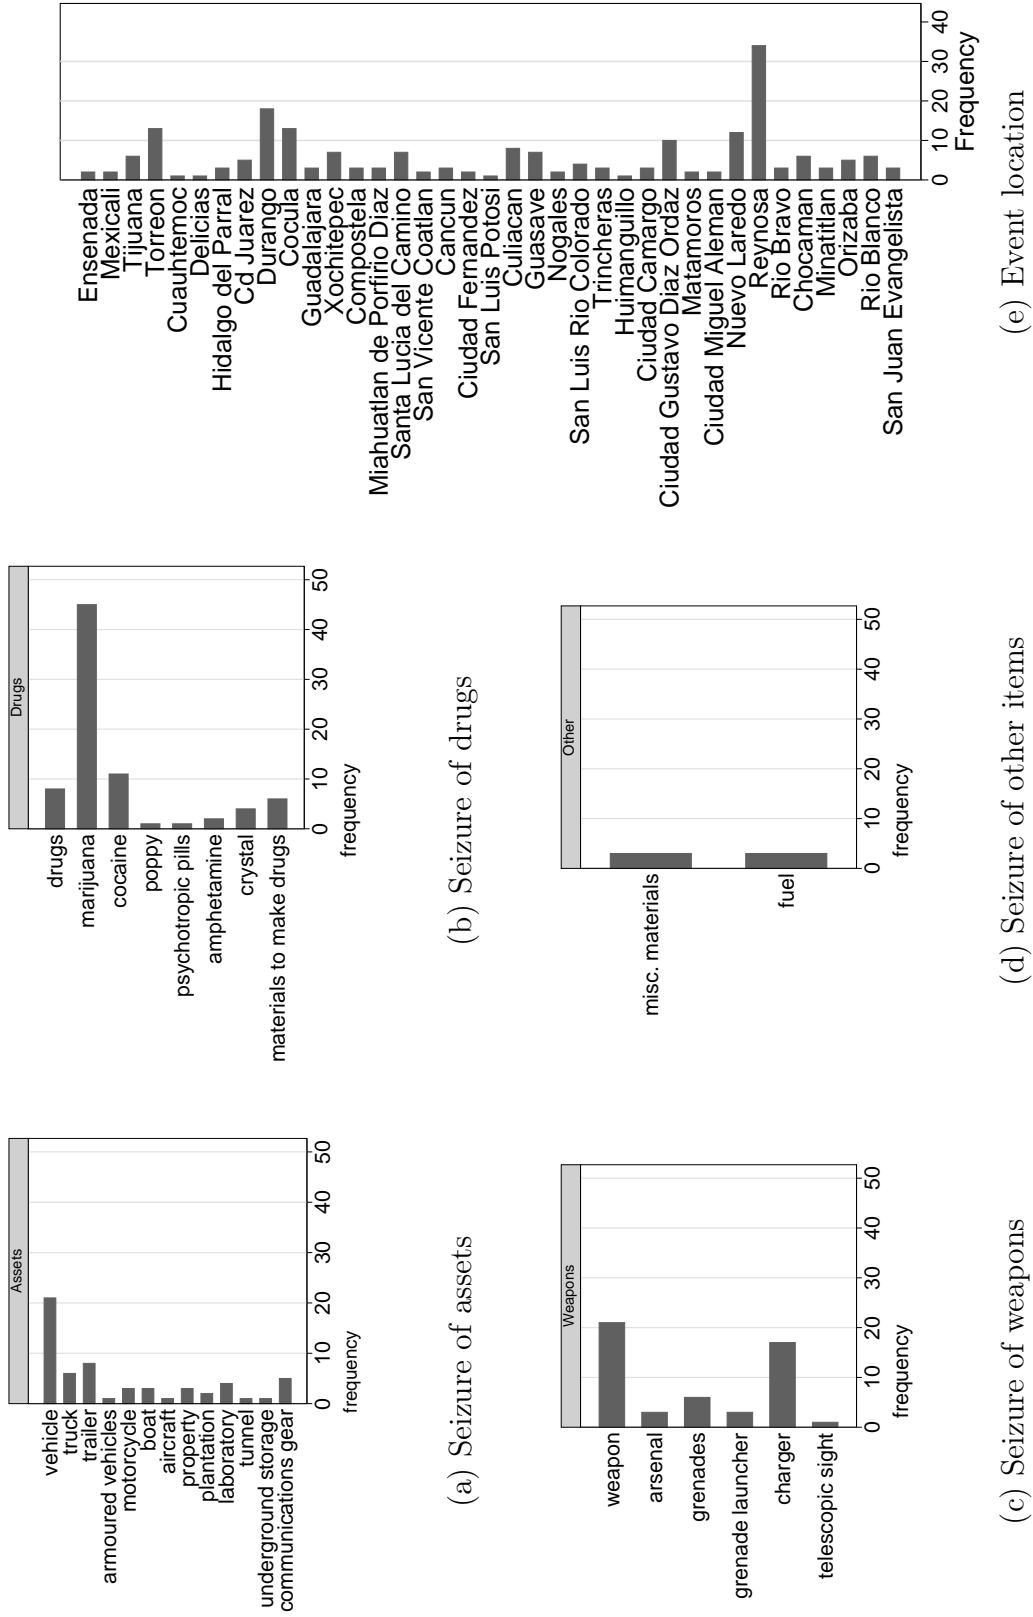 Assets
vehicle
truck
trailer
armoured vehicles
motorcycle
boat
aircraft
property
plantation
laboratory
tunnel
underground storage
communications gear
0 10 20 30 40 50
frequency
(a) Seizure of assets
Drugs
drugs
marijuana
cocaine
poppy
psychotropic pills
amphetamine
crystal
materials to make drugs
0 10 20 30 40 50
frequency
(b) Seizure of drugs
Weapons
weapon
arsenal
grenades
grenade launcher
charger
telescopic sight
0 10 20 30 40 50
frequency
(c) Seizure of weapons
Other
misc. materials
fuel
0 10 20 30 40 50
frequency
(d) Seizure of other items
Ensenada
Mexicali
Tijuana
Torreon
Cuauhtemoc
Delicias
Hidalgo del Parral
Cd Juarez
Durango
Cocula
Guadalajara
Xochitepec
Compostela
Miahuatlan de Porfirio Diaz
Santa Lucia del Camino
San Vicente Coatlan
Cancun
Ciudad Fernandez
San Luis Potosi
Culiacan
Guasave
Nogales
San Luis Rio Colorado
Trincheras
Huimanguillo
Ciudad Camargo
Ciudad Gustavo Diaz Ordaz
Matamoros
Ciudad Miguel Aleman
Nuevo Laredo
Reynosa
Rio Bravo
Chocaman
Minatitlan
Orizaba
Rio Blanco
San Juan Evangelista
0 10 20 30 40
Frequency
(e) Event location